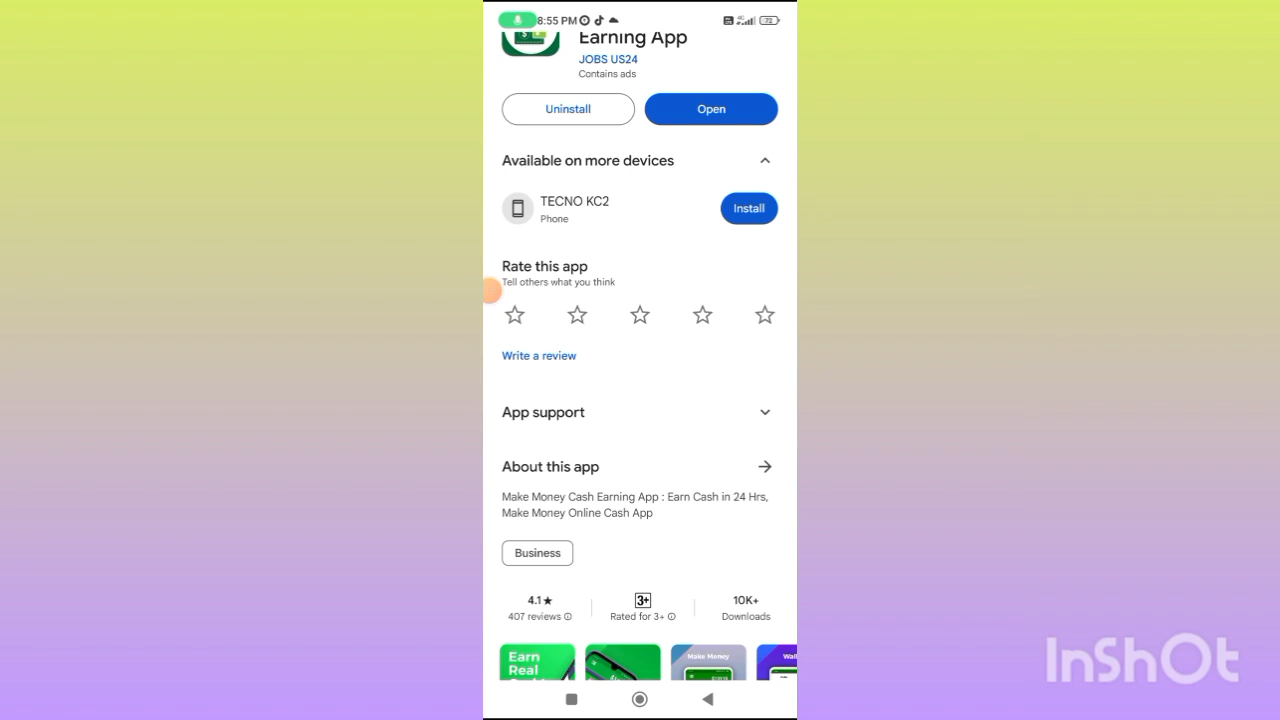 8:55 PM
72
Earning App
JOBS US24
Contains ads
Uninstall
Open
Available on more devices
TECNO KC2
Phone
Install
Rate this app
Tell others what you think
Write a review
App support
About this app
Make Money Cash Earning App : Earn Cash in 24 Hrs,
Make Money Online Cash App
Business
4.1★
407 reviews
3+
Rated for 3+
10K+
Downloads
Earn
Real
Make Money
InShOt